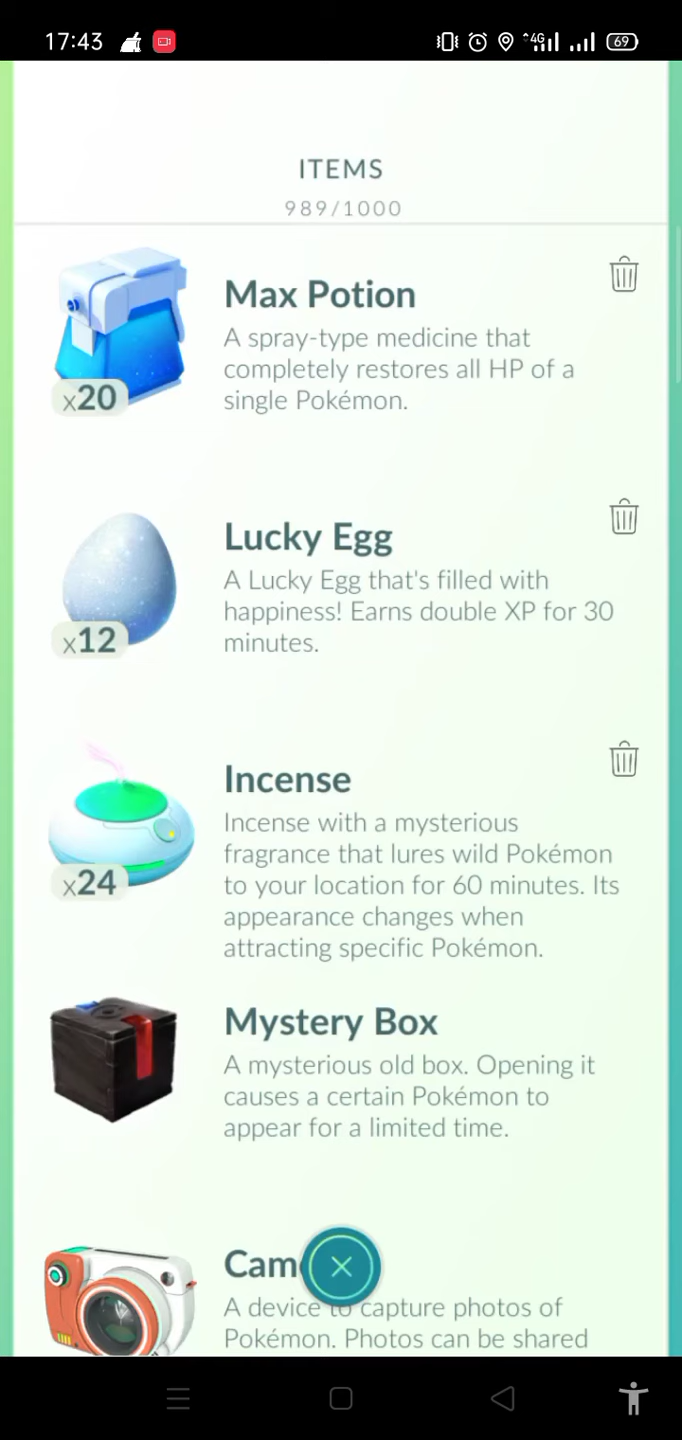 17:43
4G
69
ITEMS
989/1000
Max Potion
A spray-type medicine that
completely restores all HP of a
single Pokémon.
x20
Lucky Egg
A Lucky Egg that's filled with
happiness! Earns double XP for 30
minutes.
x12
Incense
Incense with a mysterious
fragrance that lures wild Pokémon
to your location for 60 minutes. Its
appearance changes when
attracting specific Pokémon.
x24
Mystery Box
A mysterious old box. Opening it
causes a certain Pokémon to
appear for a limited time.
Cam
A device to capture photos of
Pokémon. Photos can be shared